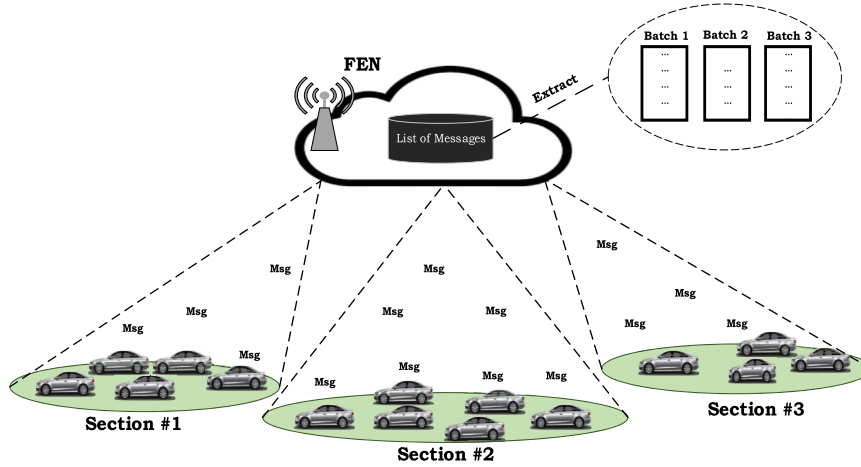 Batch 1 Batch 2 Batch 3
... ... ...
... ... ...
... ... ...
... ... ...
FEN
Extract
List of Messages
Msg
Msg Msg
Msg
Msg Msg Msg
Msg Msg
Msg Msg
Msg
Msg
Msg Msg Msg
Section #1
Section #2
Section #3